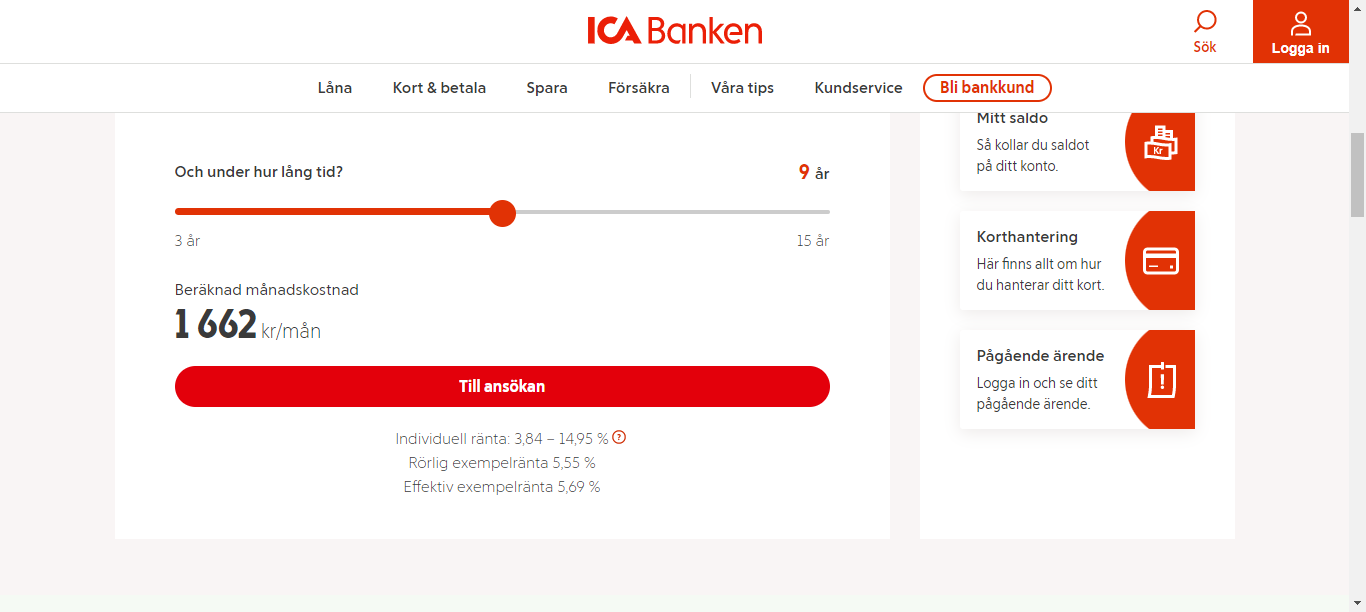 ICA Banken
Sök
Logga in
Låna
Kort & betala
Spara
Försäkra
Våra tips
Kundservice
Bli bankkund
Och under hur lång tid?
9 år
3 år
15 år
Beräknad månadskostnad
1 662 kr/mån
Till ansökan
Individuell ränta: 3,84 – 14,95 % ?
Rörlig exempelränta 5,55 %
Effektiv exempelränta 5,69 %
Mitt saldo
Så kollar du saldot
på ditt konto.
Kr
Korthantering
Här finns allt om hur
du hanterar ditt kort.
Pågående ärende
Logga in och se ditt
pågående ärende.